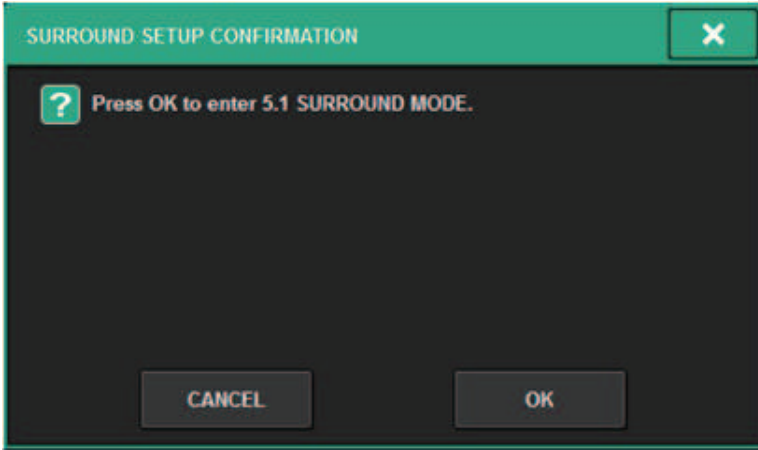 SURROUND SETUP CONFIRMATION
? Press OK to enter 5.1 SURROUND MODE.
CANCEL OK